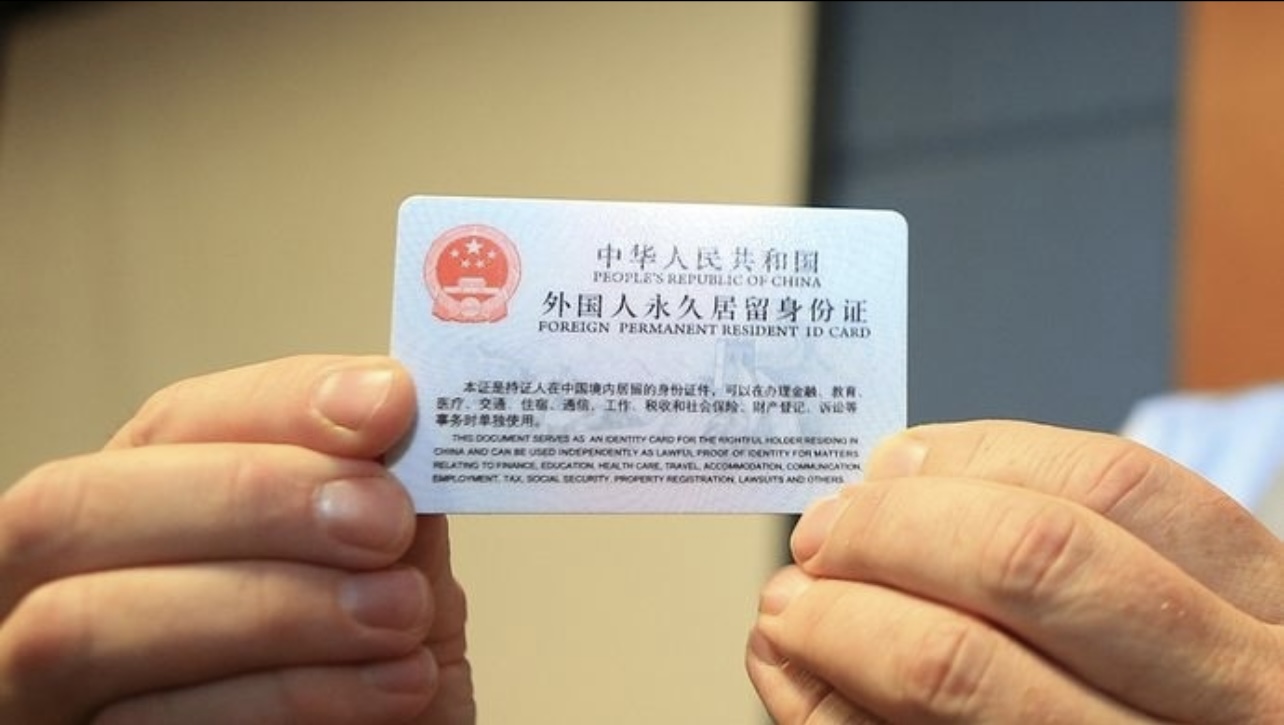 中华人民共和国
PEOPLE'S REPUBLIC OF CHINA
外国人永久居留身份证
FOREIGN PERMANENT RESIDENT ID CARD
本证是持证人在中国境内居留的身份证件，可以在办理金融、教育、
医疗、交通、住宿、通信、工作、税收和社会保险、财产登记、诉讼等
事务时单独使用。
THIS DOCUMENT SERVES AS AN IDENTITY CARD FOR THE RIGHTFUL HOLDER RESIDING IN
CHINA AND CAN BE USED INDEPENDENTLY AS LAWFUL PROOF OF IDENTITY FOR MATTERS
RELATING TO FINANCE, EDUCATION, HEALTH CARE, TRAVEL, ACCOMMODATION, COMMUNICATION,
EMPLOYMENT, TAX, SOCIAL SECURITY, PROPERTY REGISTRATION, LAWSUITS AND OTHERS.